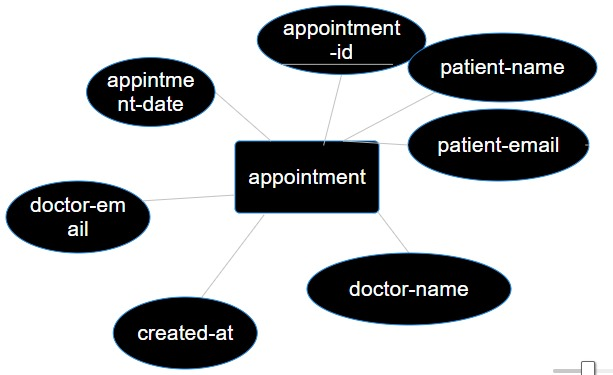 appointment
-id
patient-name
appintme
nt-date
patient-email
appointment
doctor-em
ail
doctor-name
created-at